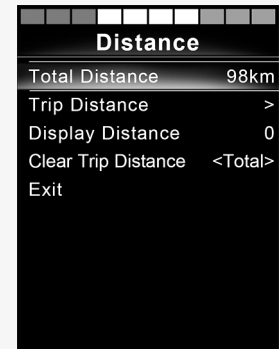 Distance
Total Distance 98km
Trip Distance >
Display Distance 0
Clear Trip Distance <Total>
Exit